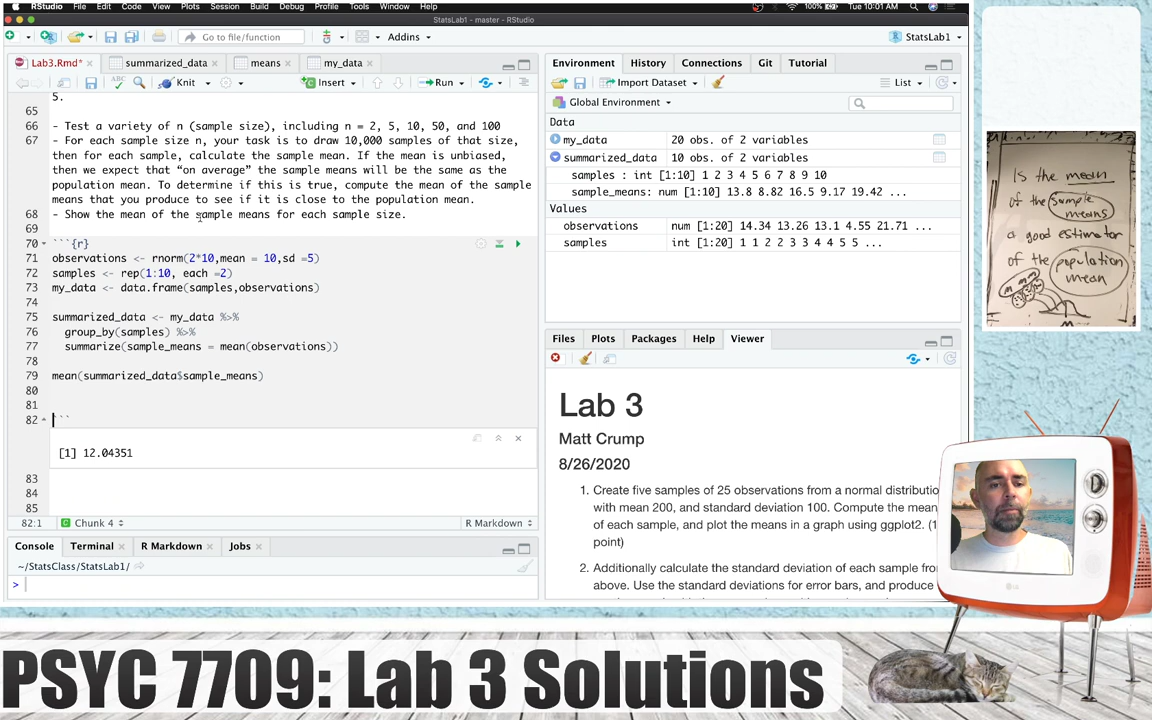 RStudio File Edit Code View Plots Session Build Debug Profile Tools Window Help 100% Tue 10:01 AM
StatsLab1 - master - RStudio
Go to file/function Addins StatsLab1
Lab3.Rmd* summarized_data means my_data
Knit Insert Run
5.
65
66 - Test a variety of n (sample size), including n = 2, 5, 10, 50, and 100
67 - For each sample size n, your task is to draw 10,000 samples of that size,
then for each sample, calculate the sample mean. If the mean is unbiased,
then we expect that “on average” the sample means will be the same as the
population mean. To determine if this is true, compute the mean of the sample
means that you produce to see if it is close to the population mean.
68 - Show the mean of the sample means for each sample size.
69
70 ```{r}
71 observations <- rnorm(2*10,mean = 10,sd =5)
72 samples <- rep(1:10, each =2)
73 my_data <- data.frame(samples,observations)
74
75 summarized_data <- my_data %>%
76 group_by(samples) %>%
77 summarize(sample_means = mean(observations))
78
79 mean(summarized_data$sample_means)
80
81
82 ```
[1] 12.04351
83
84
85
82:1 Chunk 4 R Markdown
Console Terminal R Markdown Jobs
~/StatsClass/StatsLab1/
>
Environment History Connections Git Tutorial
Import Dataset List
Global Environment
Data
my_data 20 obs. of 2 variables
summarized_data 10 obs. of 2 variables
samples : int [1:10] 1 2 3 4 5 6 7 8 9 10
sample_means: num [1:10] 13.8 8.82 16.5 9.17 19.42 ...
Values
observations num [1:20] 14.34 13.26 13.1 4.55 21.71 ...
samples int [1:20] 1 1 2 2 3 3 4 4 5 5 ...
Files Plots Packages Help Viewer
Lab 3
Matt Crump
8/26/2020
1. Create five samples of 25 observations from a normal distributio
with mean 200, and standard deviation 100. Compute the mean
of each sample, and plot the means in a graph using ggplot2. (1
point)
2. Additionally calculate the standard deviation of each sample fro
above. Use the standard deviations for error bars, and produce
Is the mean
of the sample
means
a good estimator
of the population
mean
LG
PSYC 7709: Lab 3 Solutions